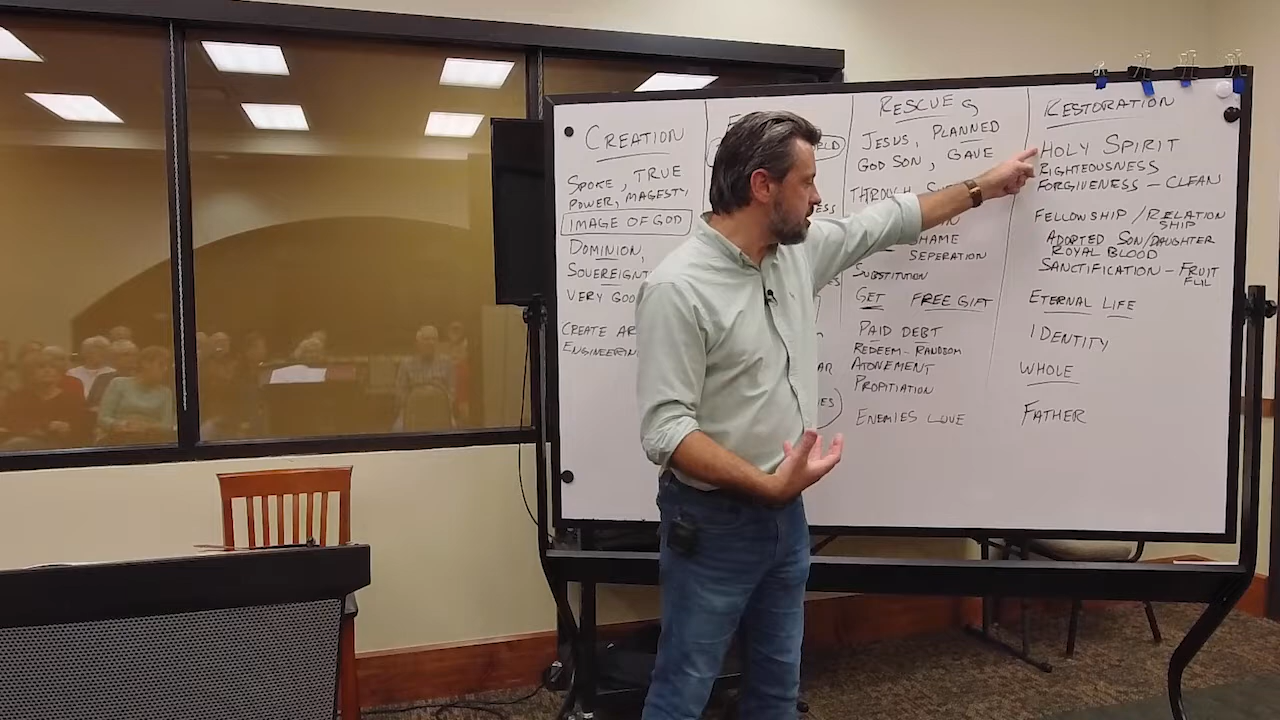 CREATION
SPOKE, TRUE
POWER, MAGESTY
IMAGE OF GOD
DOMINION,
SOVEREIGNT
VERY GOO
CREATE AR
ENGINEERIN
RESCUE
JESUS, PLANNED
GOD SON, GAVE
THROUGH
SHAME
SEPERATION
SUBSTITUTION
GET FREE GIFT
PAID DEBT
REDEEM-RANDOM
ATONEMENT
PROPITIATION
ENEMIES LOVE
RESTORATION
HOLY SPIRIT
RIGHTEOUSNESS
FORGIVENESS - CLEAN
FELLOWSHIP / RELATION
SHIP
ADOPTED SON/DAUGHTER
ROYAL BLOOD
SANCTIFICATION - FRUIT
FLIL
ETERNAL LIFE
IDENTITY
WHOLE
FATHER